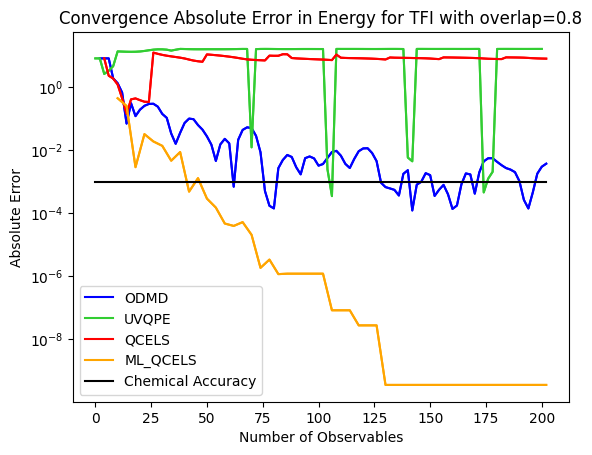 Convergence Absolute Error in Energy for TFI with overlap=0.8
Absolute Error
10⁰
10⁻²
10⁻⁴
10⁻⁶
10⁻⁸
ODMD
UVQPE
QCELS
ML_QCELS
Chemical Accuracy
0 25 50 75 100 125 150 175 200
Number of Observables